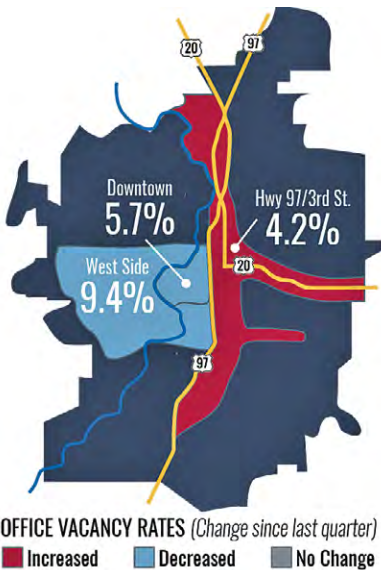 20
97
Downtown
5.7%
Hwy 97/3rd St.
4.2%
West Side
9.4%
20
97
OFFICE VACANCY RATES (Change since last quarter)
Increased Decreased No Change